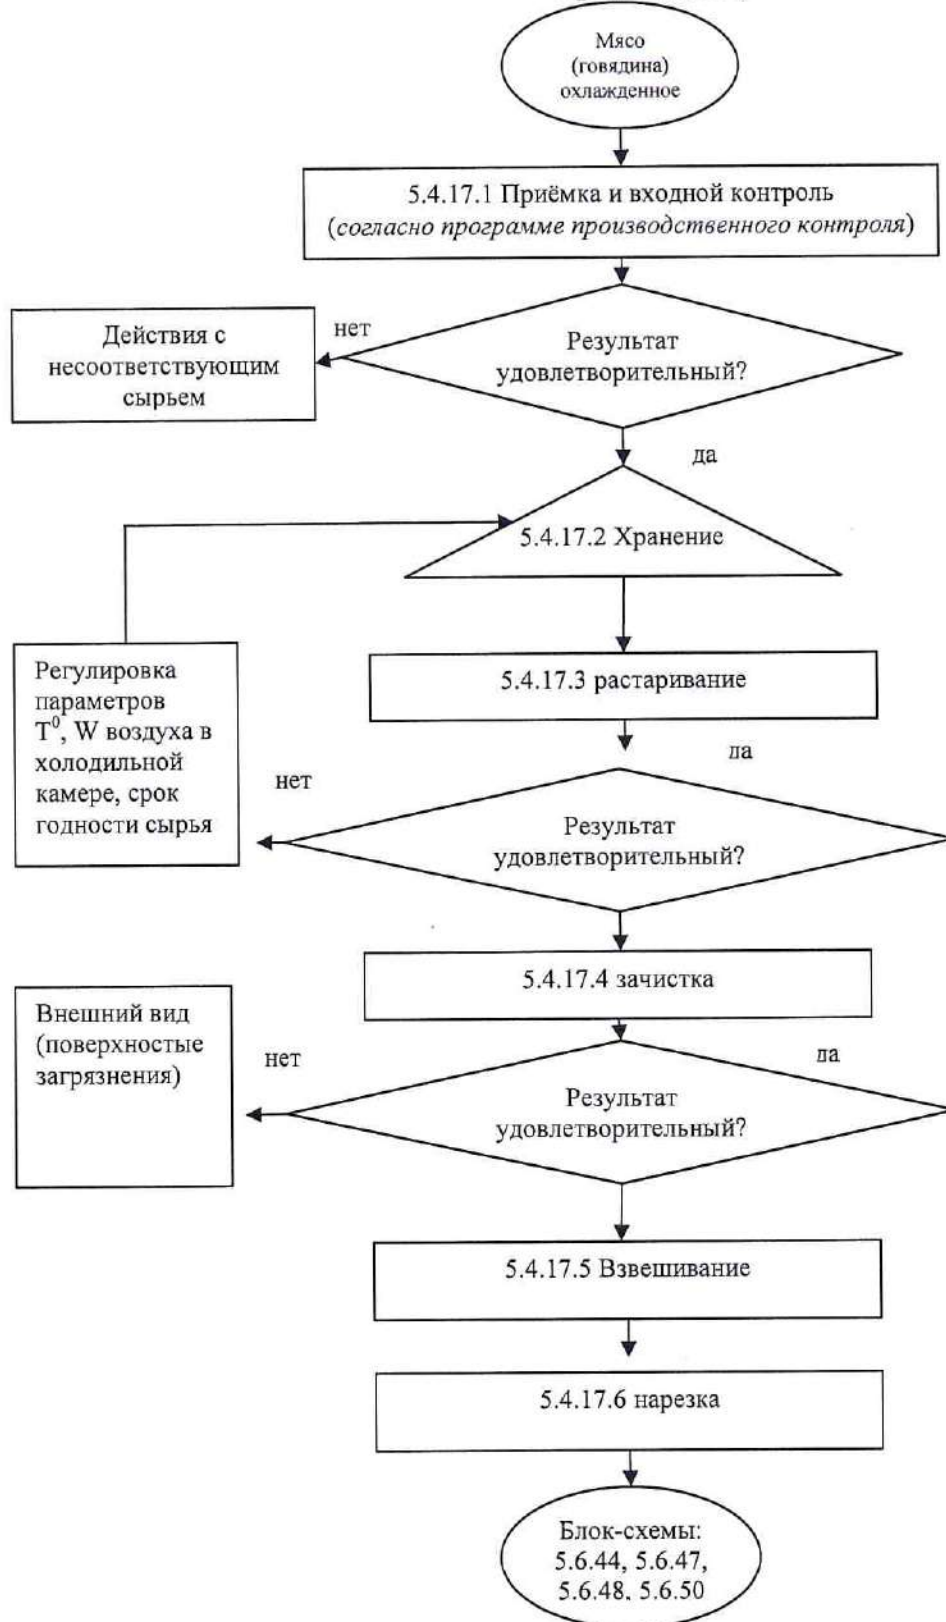 Мясо
(говядина)
охлажденное
5.4.17.1 Приёмка и входной контроль
(согласно программе производственного контроля)
Результат
удовлетворительный?
нет
Действия с
несоответствующим
сырьем
да
5.4.17.2 Хранение
5.4.17.3 растаривание
да
Результат
удовлетворительный?
нет
Регулировка
параметров
T⁰, W воздуха в
холодильной
камере, срок
годности сырья
5.4.17.4 зачистка
да
Результат
удовлетворительный?
нет
Внешний вид
(поверхностые
загрязнения)
5.4.17.5 Взвешивание
5.4.17.6 нарезка
Блок-схемы:
5.6.44, 5.6.47,
5.6.48, 5.6.50